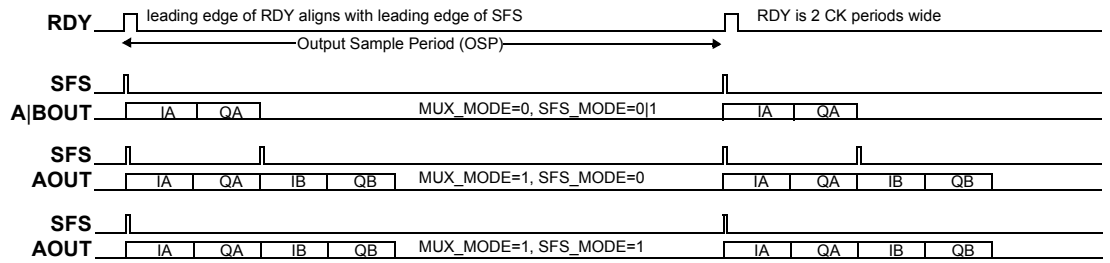 RDY leading edge of RDY aligns with leading edge of SFS RDY is 2 CK periods wide
Output Sample Period (OSP)
SFS
A|BOUT IA QA MUX_MODE=0, SFS_MODE=0|1 IA QA
SFS
AOUT IA QA IB QB MUX_MODE=1, SFS_MODE=0 IA QA IB QB
SFS
AOUT IA QA IB QB MUX_MODE=1, SFS_MODE=1 IA QA IB QB